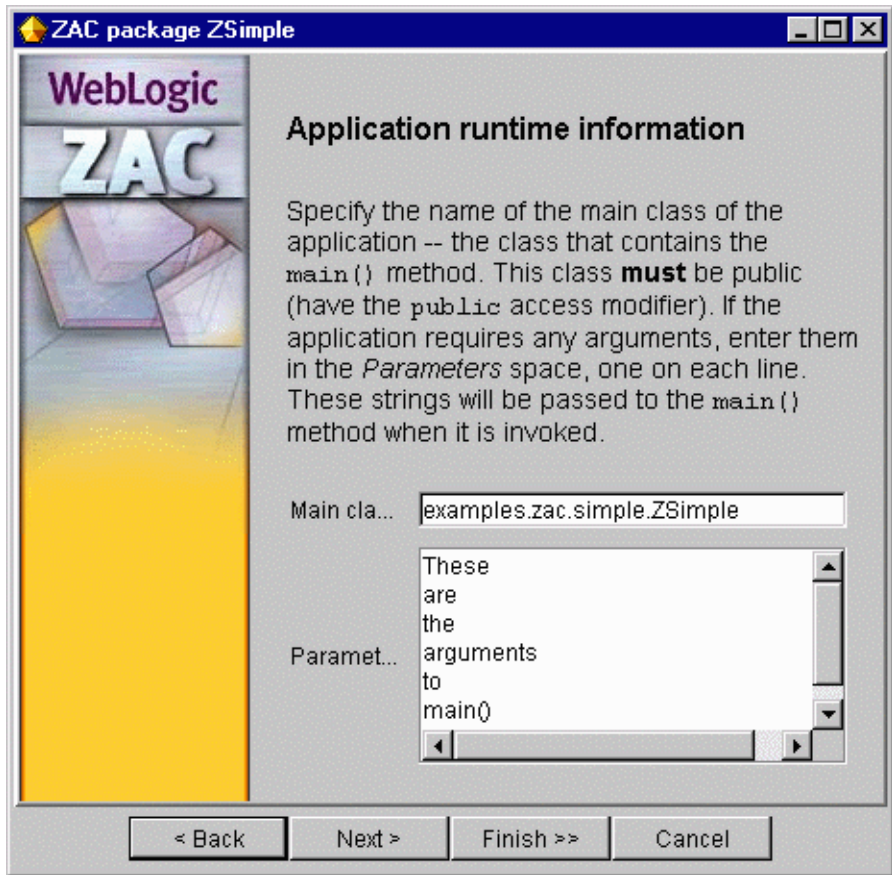 ZAC package ZSimple
WebLogic
ZAC
Application runtime information
Specify the name of the main class of the
application -- the class that contains the
main() method. This class must be public
(have the public access modifier). If the
application requires any arguments, enter them
in the Parameters space, one on each line.
These strings will be passed to the main()
method when it is invoked.
Main cla... examples.zac.simple.ZSimple
These
are
the
Paramet... arguments
to
main()
< Back Next > Finish >> Cancel